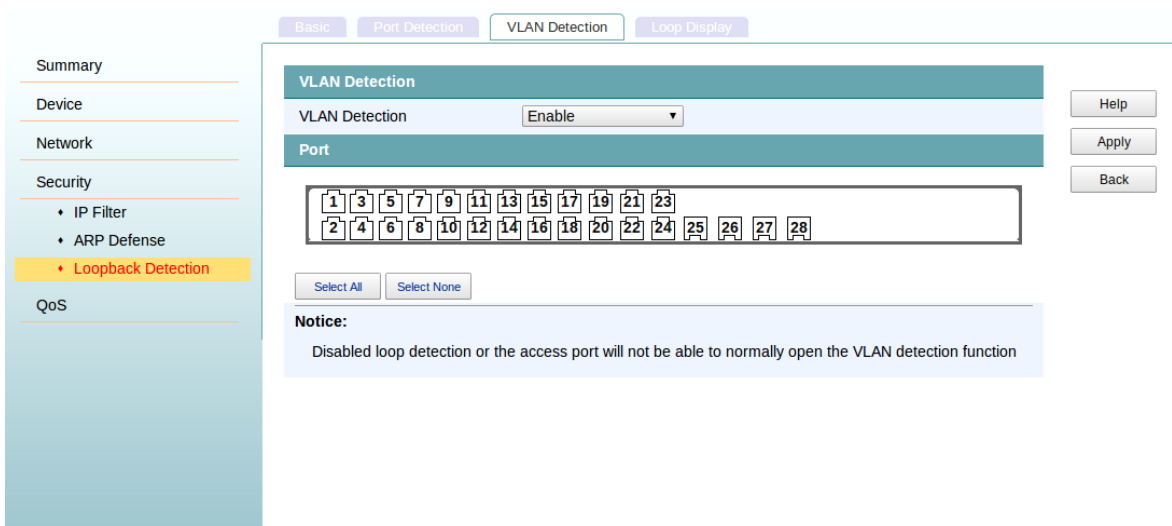 Basic Port Detection VLAN Detection Loop Display
Summary
Device
Network
Security
IP Filter
ARP Defense
Loopback Detection
QoS
VLAN Detection
VLAN Detection Enable
Port
1 3 5 7 9 11 13 15 17 19 21 23
2 4 6 8 10 12 14 16 18 20 22 24 25 26 27 28
Select All Select None
Notice:
Disabled loop detection or the access port will not be able to normally open the VLAN detection function
Help
Apply
Back